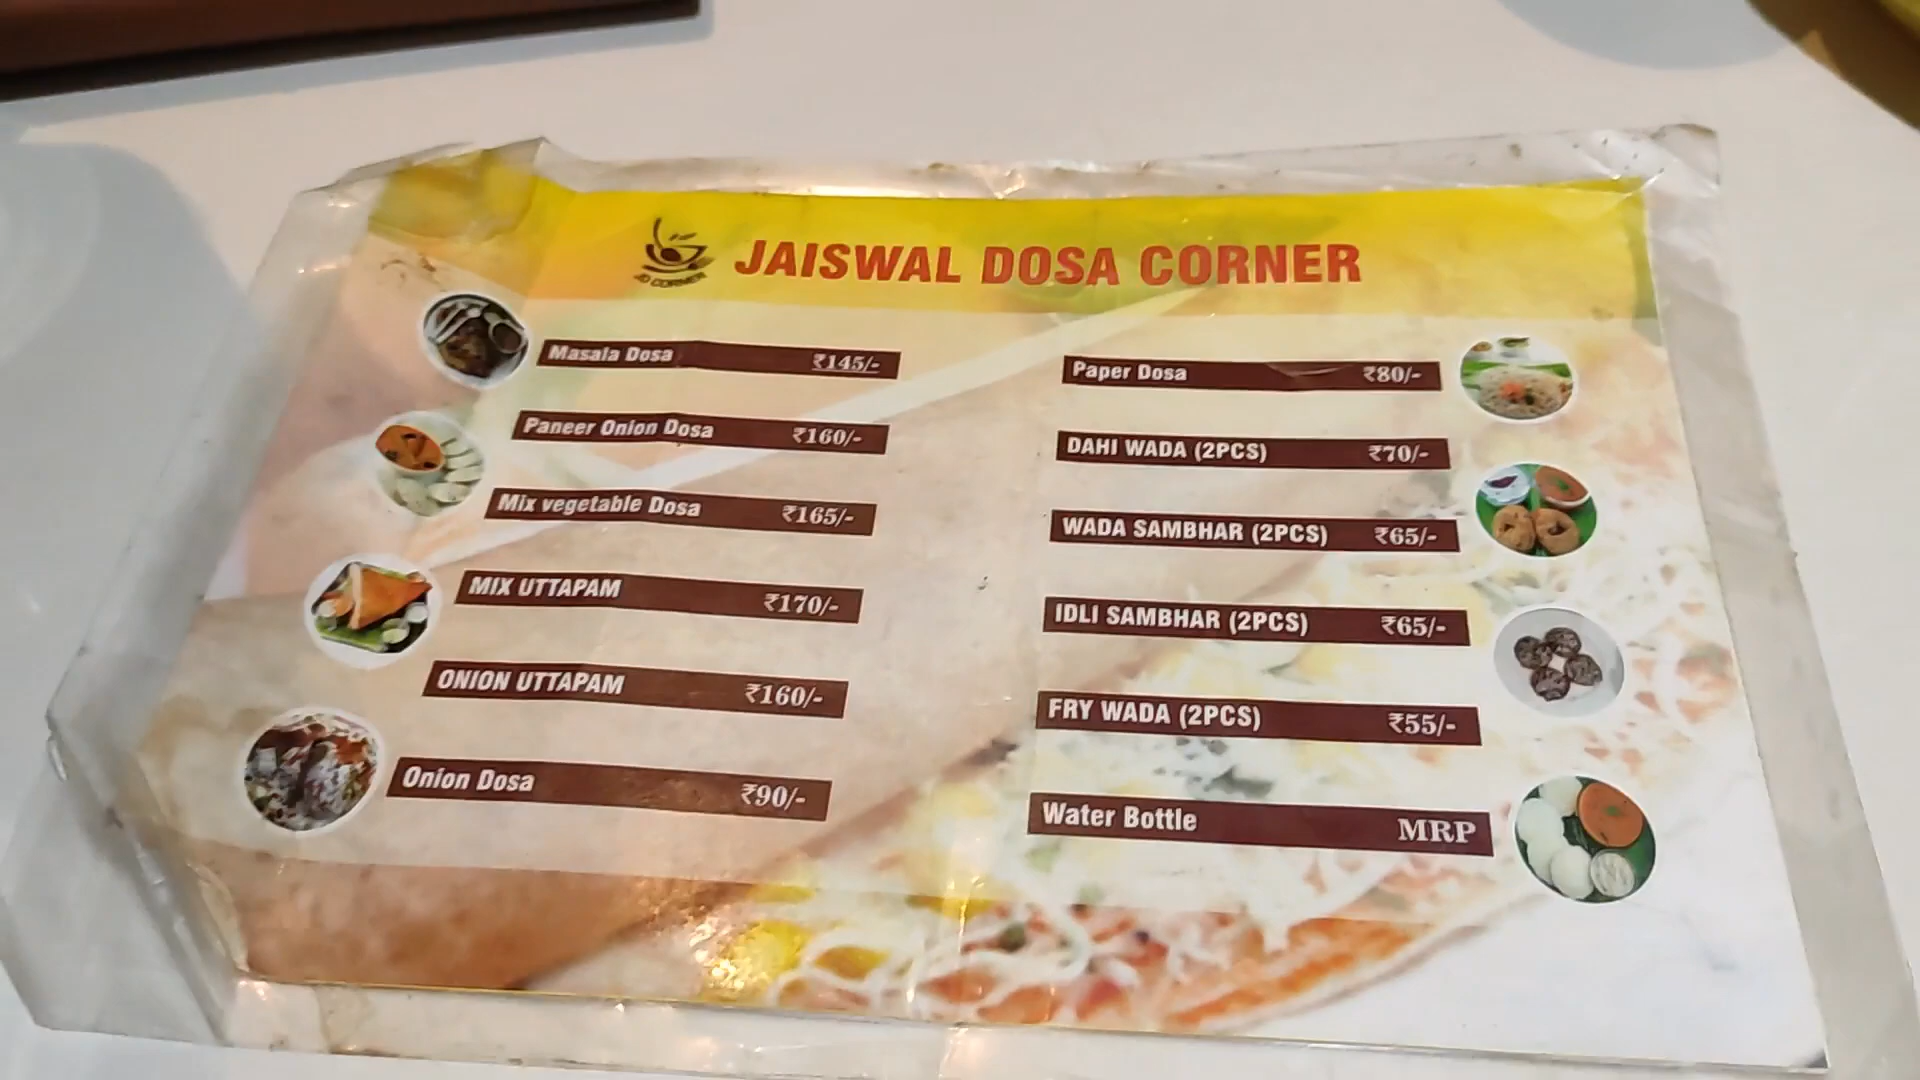 JD CORNER
JAISWAL DOSA CORNER
Masala Dosa ₹145/-
Paneer Onion Dosa ₹160/-
Mix vegetable Dosa ₹165/-
MIX UTTAPAM ₹170/-
ONION UTTAPAM ₹160/-
Onion Dosa ₹90/-
Paper Dosa ₹80/-
DAHI WADA (2PCS) ₹70/-
WADA SAMBHAR (2PCS) ₹65/-
IDLI SAMBHAR (2PCS) ₹65/-
FRY WADA (2PCS) ₹55/-
Water Bottle MRP